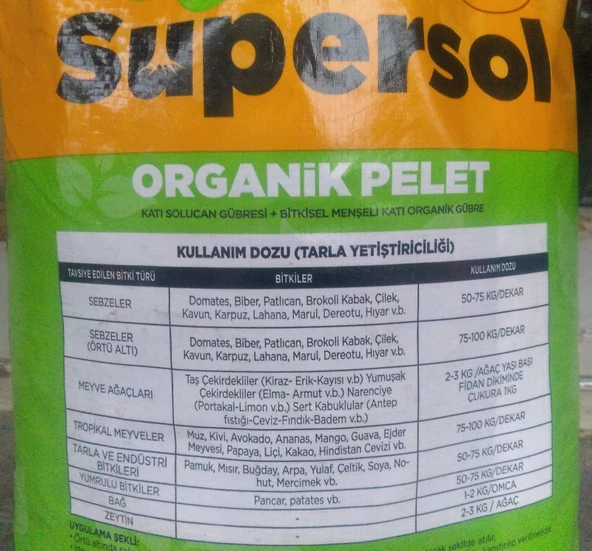 supersol
ORGANİK PELET
KATI SOLUCAN GÜBRESİ + BİTKİSEL MENŞELİ KATI ORGANİK GÜBRE
KULLANIM DOZU (TARLA YETİŞTİRİCİLİĞİ)
TAVSİYE EDİLEN BİTKİ TÜRÜ BİTKİLER KULLANIM DOZU
SEBZELER
Domates, Biber, Patlıcan, Brokoli Kabak, Çilek,
Kavun, Karpuz, Lahana, Marul, Dereotu, Hıyar v.b.
50-75 KG/DEKAR
SEBZELER
(ÖRTÜ ALTI)
Domates, Biber, Patlıcan, Brokoli Kabak, Çilek,
Kavun, Karpuz, Lahana, Marul, Dereotu, Hıyar v.b.
75-100 KG/DEKAR
MEYVE AĞAÇLARI
Taş Çekirdekliler (Kiraz- Erik-Kayısı v.b) Yumuşak
Çekirdekliler (Elma- Armut v.b.) Narenciye
(Portakal-Limon v.b.) Sert Kabuklular (Antep
fıstığı-Ceviz-Fındık-Badem v.b.)
2-3 KG /AĞAÇ YAŞI BAŞI
FİDAN DİKİMİNDE
ÇUKURA 1KG
TROPİKAL MEYVELER
Muz, Kivi, Avokado, Ananas, Mango, Guava, Ejder
Meyvesi, Papaya, Liçi, Kakao, Hindistan Cevizi vb.
75-100 KG/DEKAR
TARLA VE ENDÜSTRİ
BİTKİLERİ
Pamuk, Mısır, Buğday, Arpa, Yulaf, Çeltik, Soya, No-
hut, Mercimek vb.
50-75 KG/DEKAR
YUMRULU BİTKİLER
Pancar, patates vb.
50-75 KG/DEKAR
BAĞ - 1-2 KG/OMCA
ZEYTİN - 2-3 KG / AĞAÇ
UYGULAMA ŞEKLİ:
şekilde atılır.